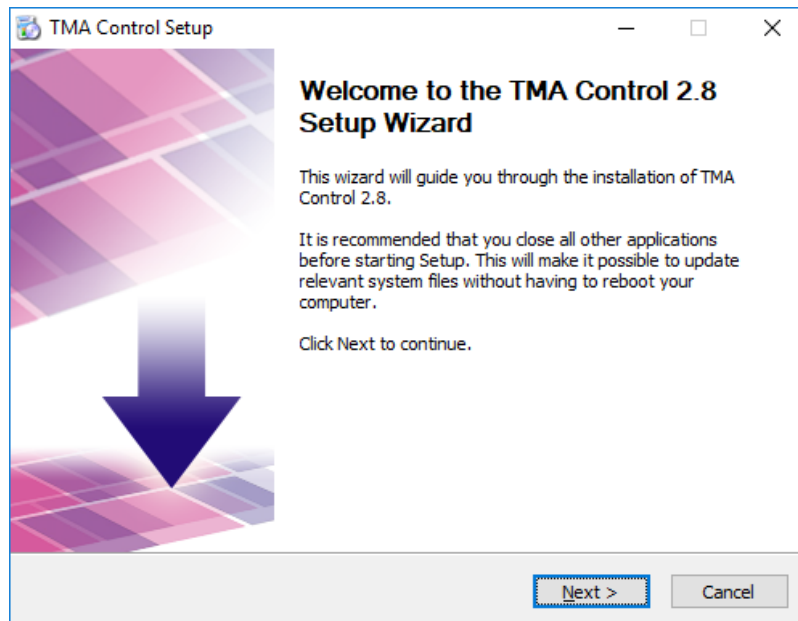 TMA Control Setup
Welcome to the TMA Control 2.8
Setup Wizard
This wizard will guide you through the installation of TMA
Control 2.8.
It is recommended that you close all other applications
before starting Setup. This will make it possible to update
relevant system files without having to reboot your
computer.
Click Next to continue.
Next >
Cancel